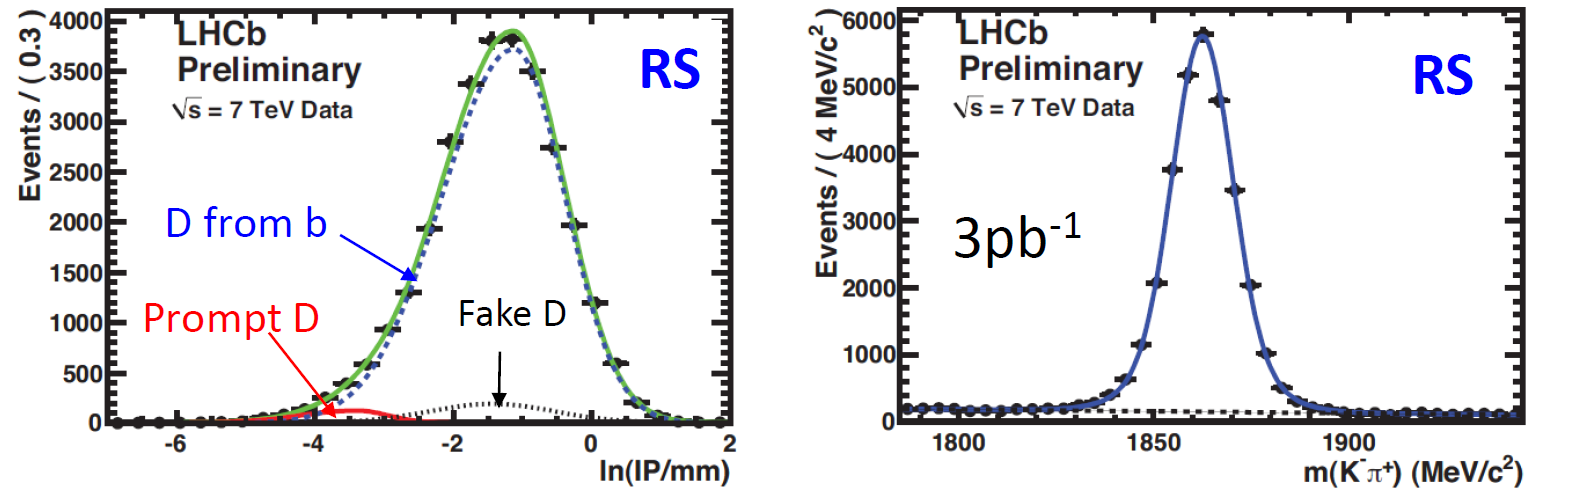 LHCb
Preliminary
√s = 7 TeV Data
RS
Events / ( 0.3 )
4000
3500
3000
2500
2000
1500
1000
500
0
D from b
Prompt D
Fake D
-6 -4 -2 0 2
ln(IP/mm)
LHCb
Preliminary
√s = 7 TeV Data
RS
Events / ( 4 MeV/c²)
6000
5000
4000
3000
2000
1000
0
3pb⁻¹
1800 1850 1900
m(K⁻π⁺) (MeV/c²)